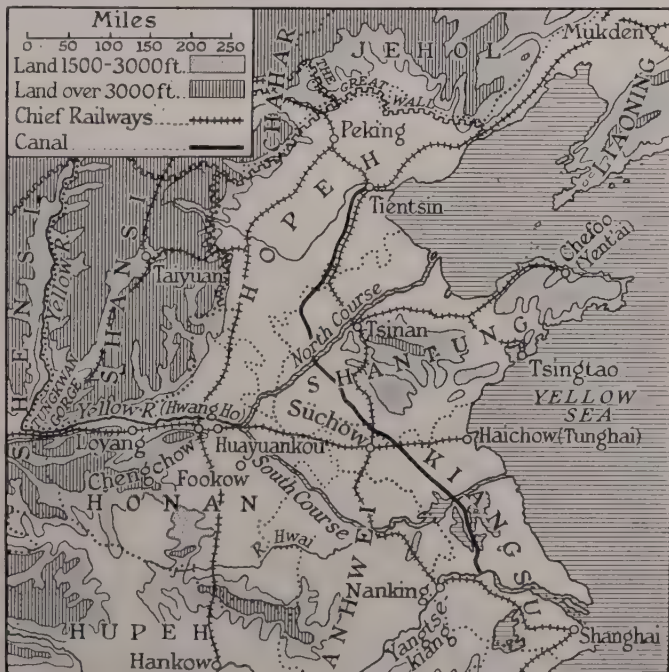 Miles
0 50 100 150 200 250
Land 1500-3000ft..
Land over 3000ft...
Chief Railways
Canal
JEHOL
Mukden
CHAHAR
THE GREAT WALL
LIAONING
Peking
HOPEH
Tientsin
SHENSI
Yellow R.
SHANSI
Taiyuan
Chefoo
(Yent'ai)
North Course
Tsinan
SHANTUNG
Tsingtao
YELLOW
SEA
TUNGKWAN
GORGE
Yellow R. (Hwang Ho)
Süchow
Loyang
Huayuankou
Haichow (Tunghai)
Chengchow
Fookow
South Course
KIANGSU
HONAN
R. Hwai
ANHWEI
Nanking
HUPEH
Yangtse
kiang
Shanghai
Hankow